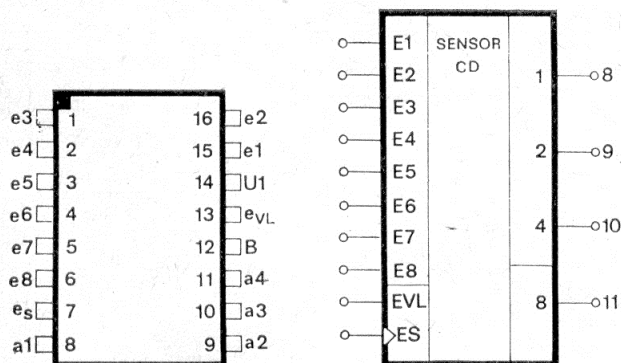 e3 1 16 e2
e4 2 15 e1
e5 3 14 U1
e6 4 13 eVL
e7 5 12 B
e8 6 11 a4
es 7 10 a3
a1 8 9 a2
E1 SENSOR
CD
E2 1 8
E3
E4 2 9
E5
E6 4 10
E7
E8
EVL 8 11
ES